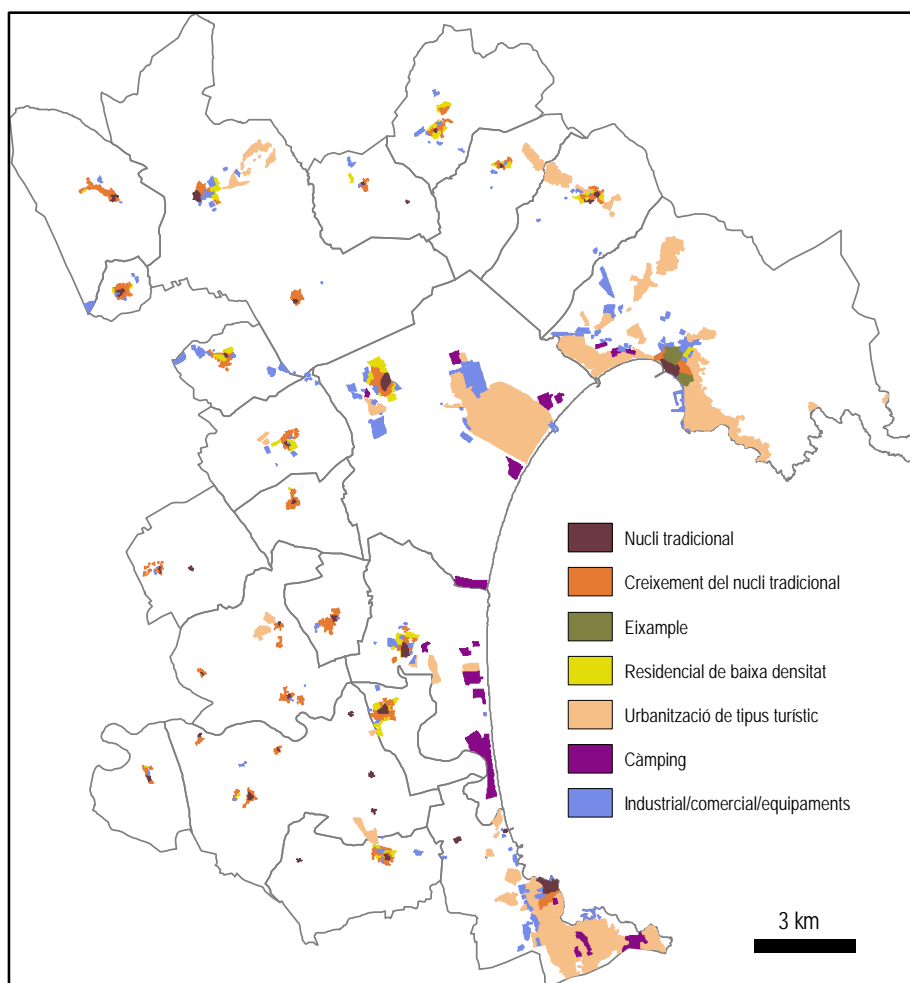 Nucli tradicional
Creixement del nucli tradicional
Eixample
Residencial de baixa densitat
Urbanització de tipus turístic
Càmping
Industrial/comercial/equipaments
3 km